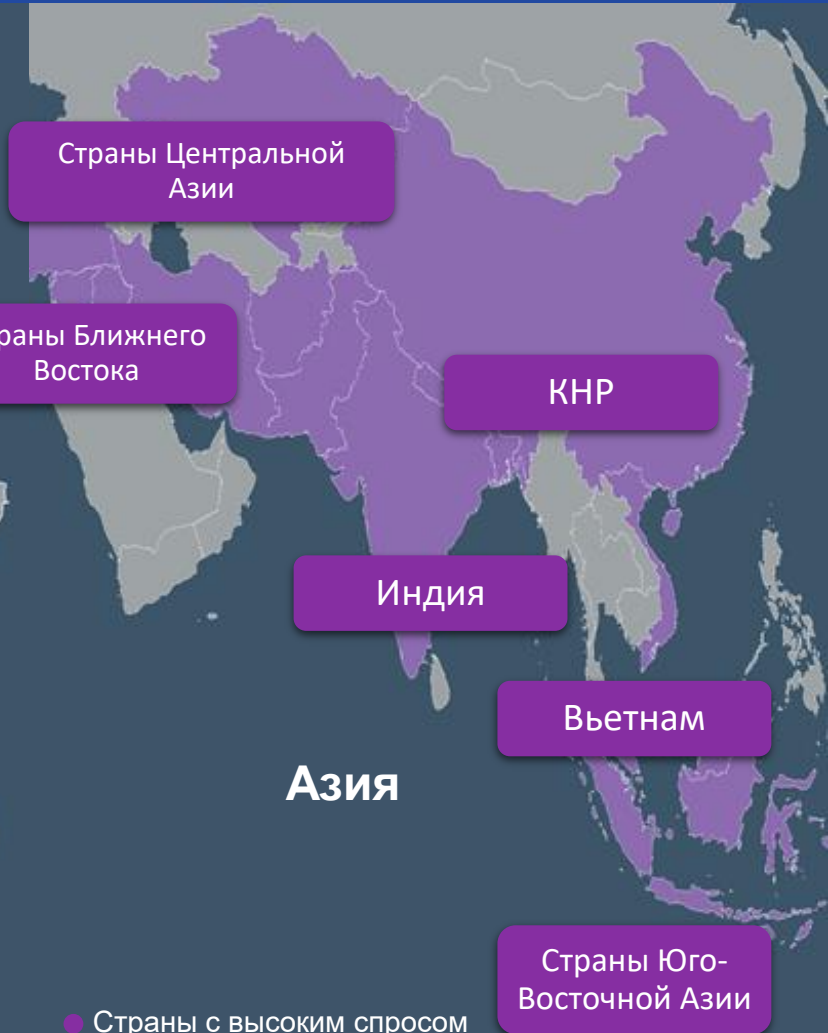 Страны Центральной
Азии
раны Ближнего
Востока
КНР
Индия
Вьетнам
Азия
Страны Юго-
Восточной Азии
Страны с высоким спросом